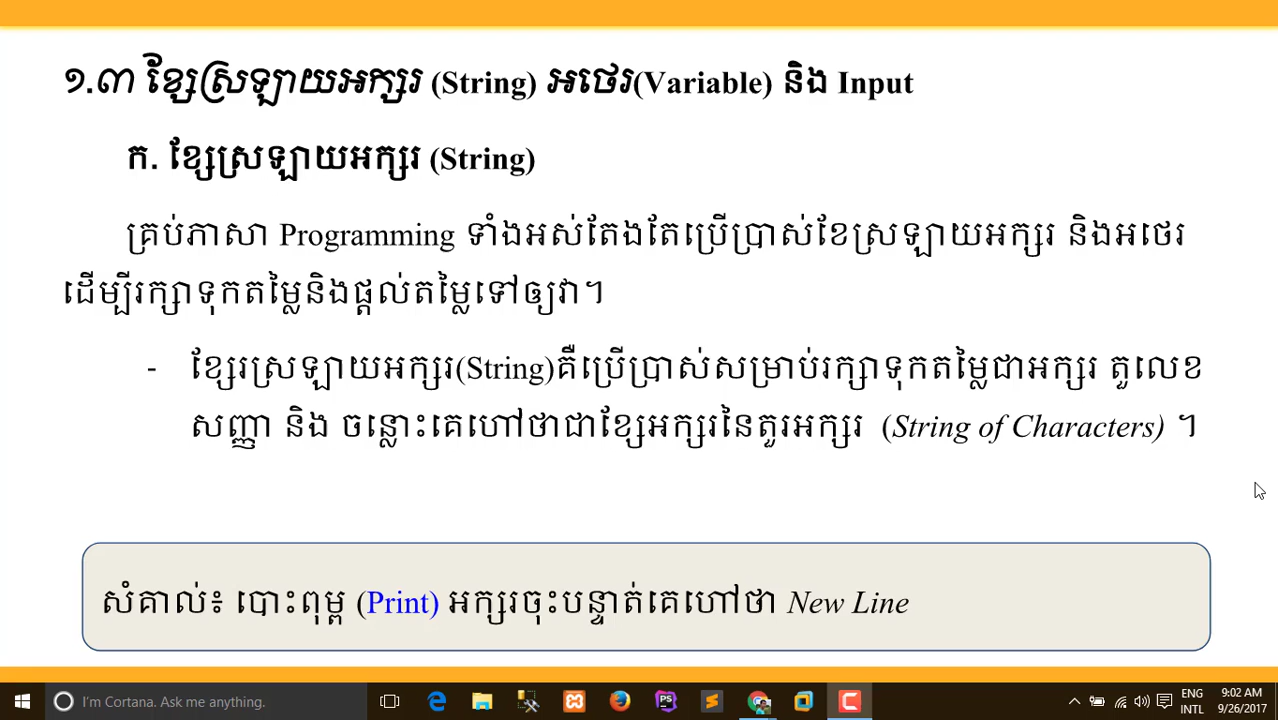 ១.៣ ខ្សែស្រឡាយអក្សរ (String) អថេរ(Variable) និង Input
ក. ខ្សែស្រឡាយអក្សរ (String)
គ្រប់ភាសា Programming ទាំងអស់តែងតែប្រើប្រាស់ខែស្រឡាយអក្សរ និងអថេរ
ដើម្បីរក្សាទុកតម្លៃនិងផ្តល់តម្លៃទៅឲ្យវា។
- ខ្សែរស្រឡាយអក្សរ(String)គឺប្រើប្រាស់សម្រាប់រក្សាទុកតម្លៃជាអក្សរ តួលេខ
សញ្ញា និង ចន្លោះគេហៅថាជាខ្សែអក្សរនៃតួរអក្សរ (String of Characters) ។
សំគាល់៖ បោះពុម្ព (Print) អក្សរចុះបន្ទាត់គេហៅថា New Line
I'm Cortana. Ask me anything.
ENG
INTL
9:02 AM
9/26/2017